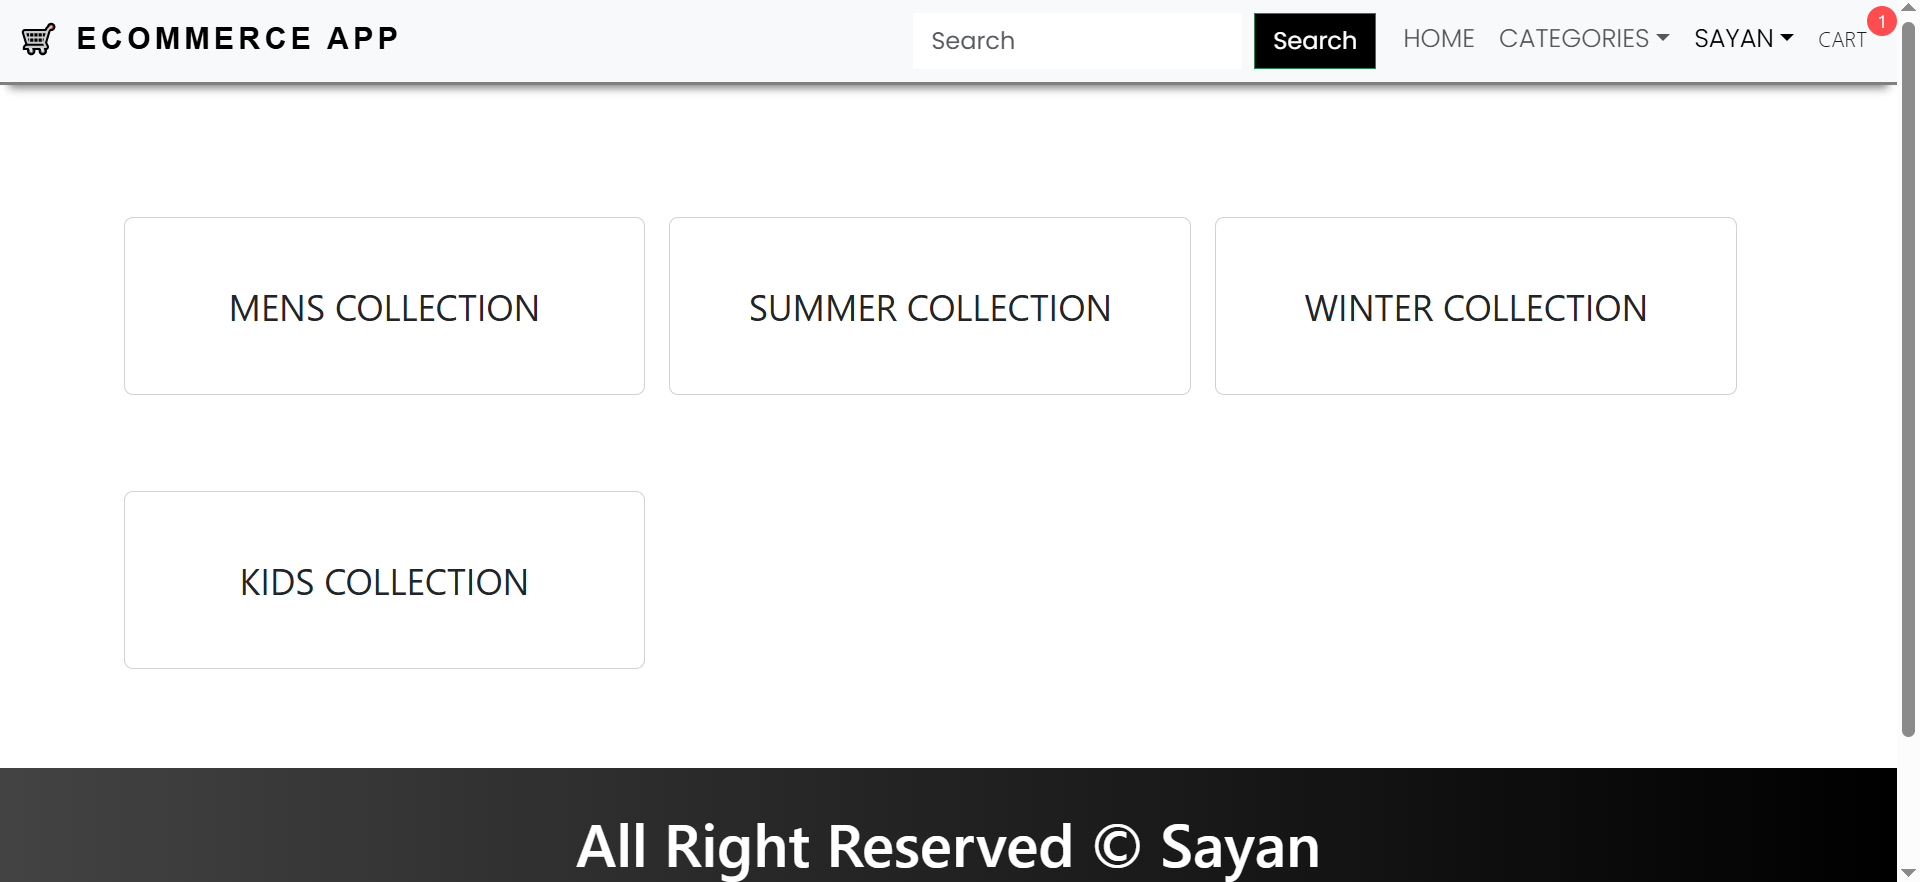 ECOMMERCE APP Search Search HOME CATEGORIES SAYAN CART 1
MENS COLLECTION SUMMER COLLECTION WINTER COLLECTION
KIDS COLLECTION
All Right Reserved © Sayan